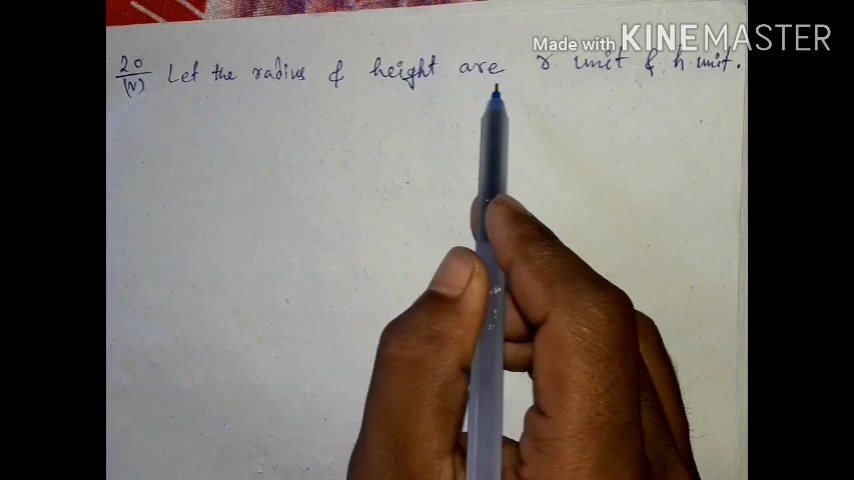 Made with KINEMASTER
20/(iv) Let the radius & height are r unit & h unit.